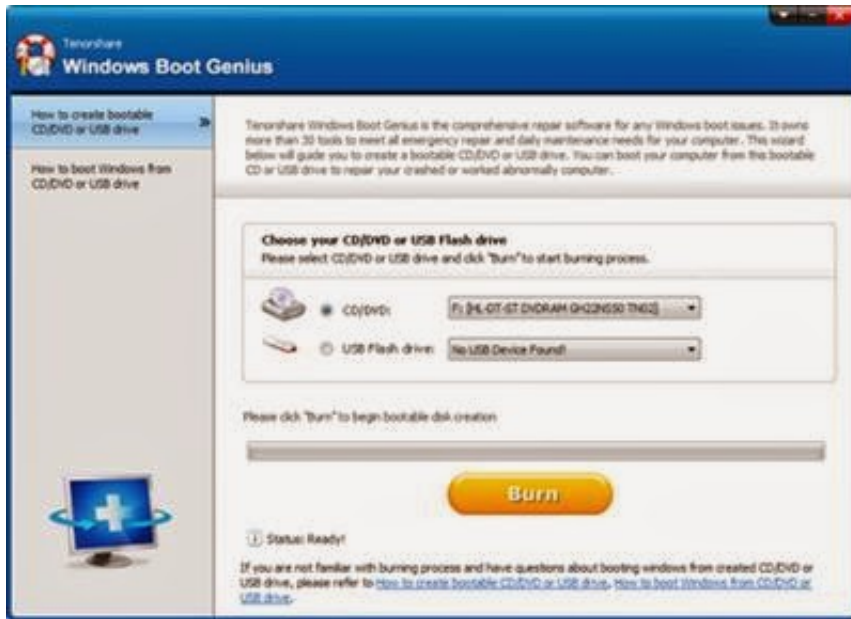 Tenorshare
Windows Boot Genius
How to create bootable
CD/DVD or USB drive
How to boot Windows from
CD/DVD or USB drive
Tenorshare Windows Boot Genius is the comprehensive repair software for any Windows boot issues. It owns
more than 30 tools to meet all emergency repair and daily maintenance needs for your computer. This wizard
below will guide you to create a bootable CD/DVD or USB drive. You can boot your computer from this bootable
CD or USB drive to repair your crashed or worked abnormally computer.
Choose your CD/DVD or USB Flash drive
Please select CD/DVD or USB drive and click "Burn" to start burning process.
CD/DVD: F: [HL-DT-ST DVDRAM GH22NS50 TN02]
USB Flash drive: No USB Device Found!
Please click "Burn" to begin bootable disk creation
Burn
Status: Ready!
If you are not familiar with burning process and have questions about booting windows from created CD/DVD or
USB drive, please refer to How to create bootable CD/DVD or USB drive, How to boot Windows from CD/DVD or
USB drive.